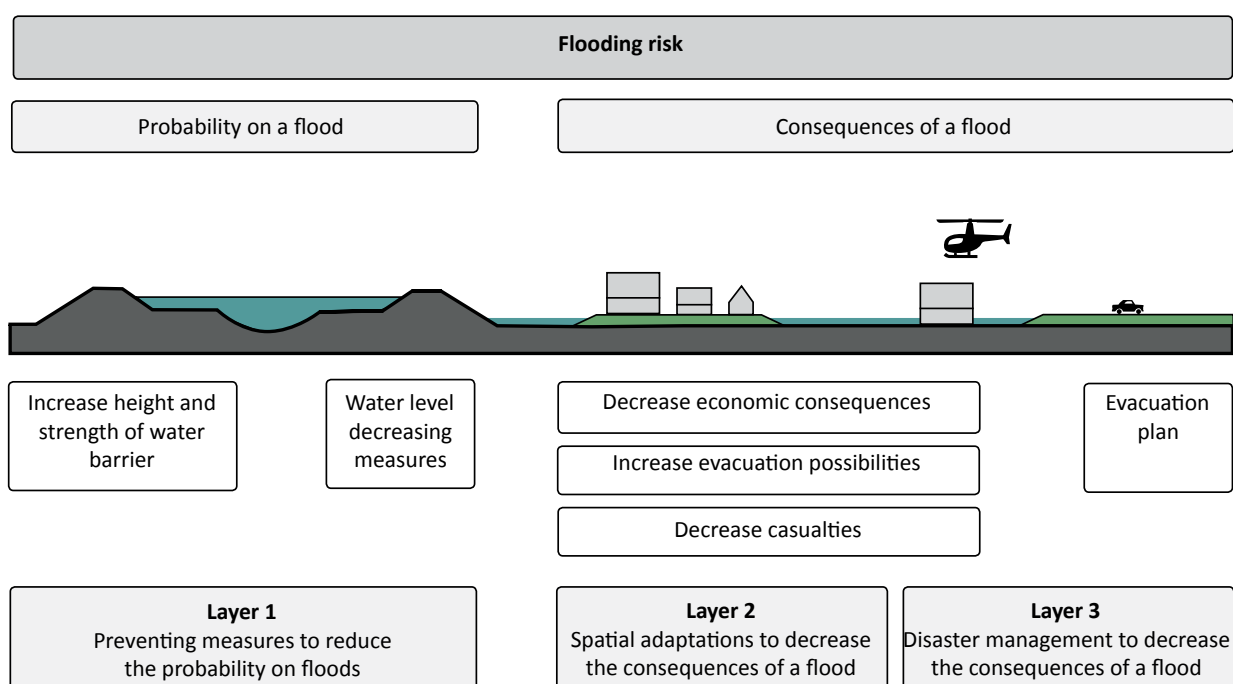 Flooding risk
Probability on a flood
Consequences of a flood
Increase height and
strength of water
barrier
Water level
decreasing
measures
Decrease economic consequences
Increase evacuation possibilities
Decrease casualties
Evacuation
plan
Layer 1
Preventing measures to reduce
the probability on floods
Layer 2
Spatial adaptations to decrease
the consequences of a flood
Layer 3
Disaster management to decrease
the consequences of a flood